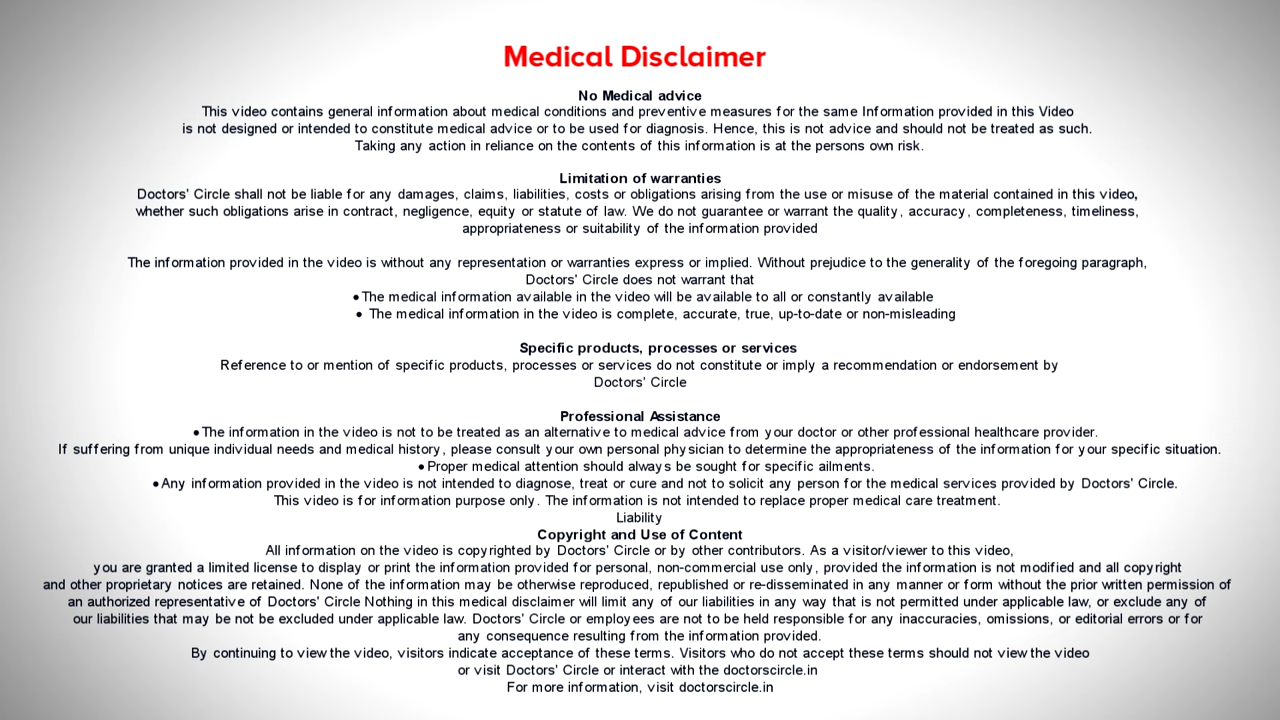 Medical Disclaimer
No Medical advice
This video contains general information about medical conditions and preventive measures for the same Information provided in this Video
is not designed or intended to constitute medical advice or to be used for diagnosis. Hence, this is not advice and should not be treated as such.
Taking any action in reliance on the contents of this information is at the persons own risk.
Limitation of warranties
Doctors' Circle shall not be liable for any damages, claims, liabilities, costs or obligations arising from the use or misuse of the material contained in this video,
whether such obligations arise in contract, negligence, equity or statute of law. We do not guarantee or warrant the quality, accuracy, completeness, timeliness,
appropriateness or suitability of the information provided
The information provided in the video is without any representation or warranties express or implied. Without prejudice to the generality of the foregoing paragraph,
Doctors' Circle does not warrant that
• The medical information available in the video will be available to all or constantly available
• The medical information in the video is complete, accurate, true, up-to-date or non-misleading
Specific products, processes or services
Reference to or mention of specific products, processes or services do not constitute or imply a recommendation or endorsement by
Doctors' Circle
Professional Assistance
• The information in the video is not to be treated as an alternative to medical advice from your doctor or other professional healthcare provider.
If suffering from unique individual needs and medical history, please consult your own personal physician to determine the appropriateness of the information for your specific situation.
• Proper medical attention should always be sought for specific ailments.
• Any information provided in the video is not intended to diagnose, treat or cure and not to solicit any person for the medical services provided by Doctors' Circle.
This video is for information purpose only. The information is not intended to replace proper medical care treatment.
Liability
Copyright and Use of Content
All information on the video is copyrighted by Doctors' Circle or by other contributors. As a visitor/viewer to this video,
you are granted a limited license to display or print the information provided for personal, non-commercial use only, provided the information is not modified and all copyright
and other proprietary notices are retained. None of the information may be otherwise reproduced, republished or re-disseminated in any manner or form without the prior written permission of
an authorized representative of Doctors' Circle Nothing in this medical disclaimer will limit any of our liabilities in any way that is not permitted under applicable law, or exclude any of
our liabilities that may be not be excluded under applicable law. Doctors' Circle or employees are not to be held responsible for any inaccuracies, omissions, or editorial errors or for
any consequence resulting from the information provided.
By continuing to view the video, visitors indicate acceptance of these terms. Visitors who do not accept these terms should not view the video
or visit Doctors' Circle or interact with the doctorscircle.in
For more information, visit doctorscircle.in